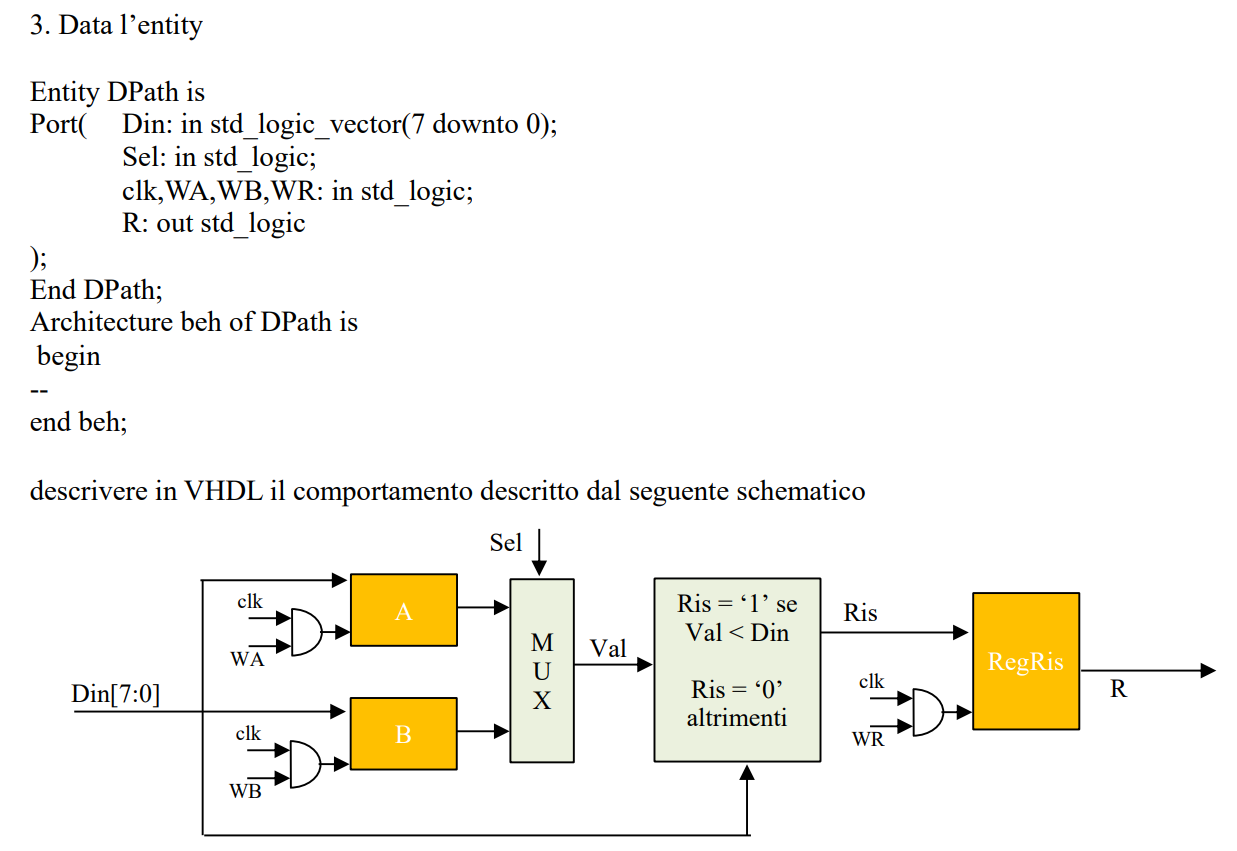 3. Data l’entity
Entity DPath is
Port( Din: in std_logic_vector(7 downto 0);
Sel: in std_logic;
clk,WA,WB,WR: in std_logic;
R: out std_logic
);
End DPath;
Architecture beh of DPath is
begin
--
end beh;
descrivere in VHDL il comportamento descritto dal seguente schematico
Sel
clk
WA
A
Din[7:0]
clk
WB
B
M
U
X
Val
Ris = ‘1’ se
Val < Din
Ris = ‘0’
altrimenti
Ris
clk
WR
RegRis
R